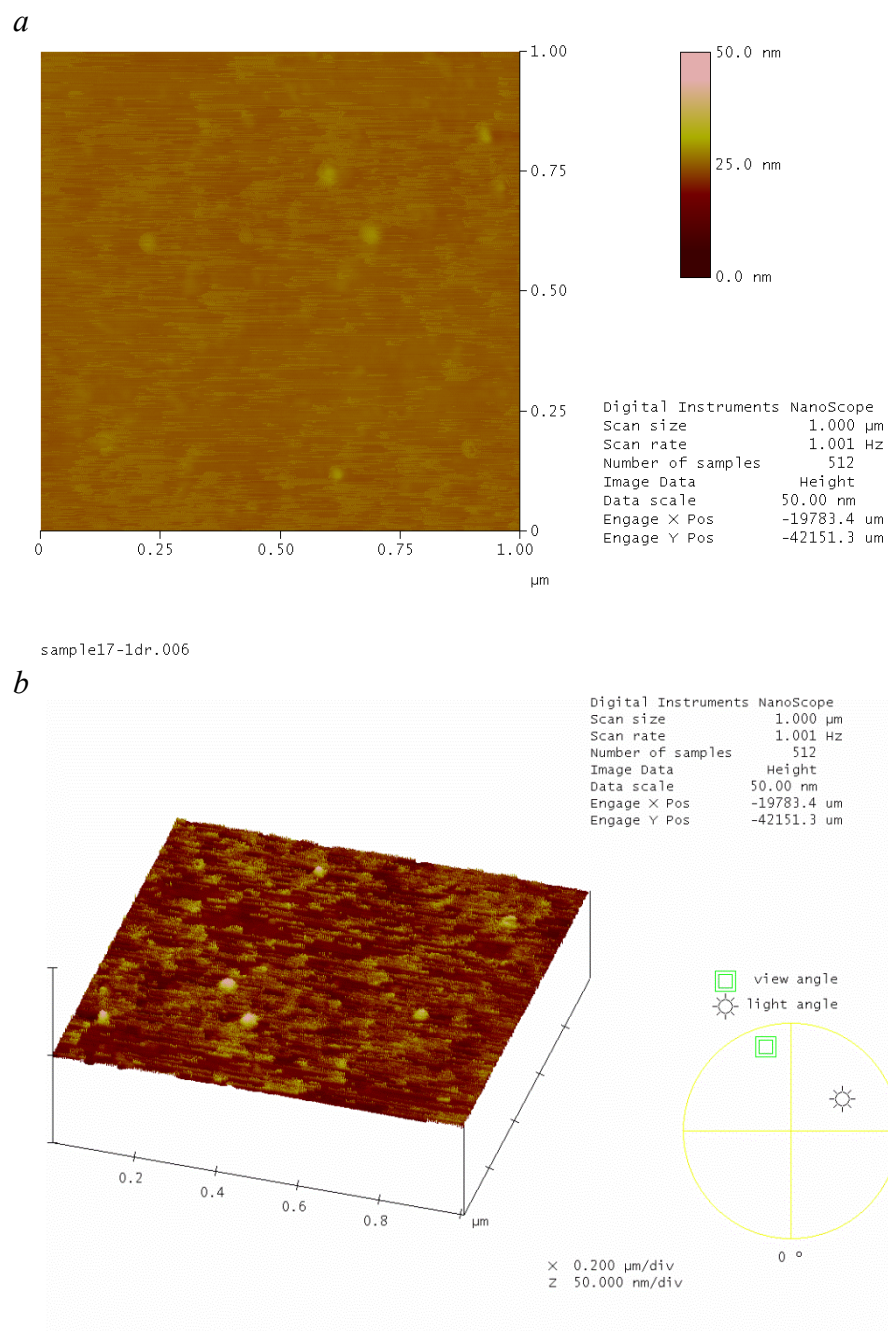 a
1.00
0.75
0.50
0.25
0
0 0.25 0.50 0.75 1.00
µm
50.0 nm
25.0 nm
0.0 nm
Digital Instruments NanoScope
Scan size 1.000 µm
Scan rate 1.001 Hz
Number of samples 512
Image Data Height
Data scale 50.00 nm
Engage X Pos -19783.4 um
Engage Y Pos -42151.3 um
sample17-1dr.006
b
Digital Instruments NanoScope
Scan size 1.000 µm
Scan rate 1.001 Hz
Number of samples 512
Image Data Height
Data scale 50.00 nm
Engage X Pos -19783.4 um
Engage Y Pos -42151.3 um
view angle
light angle
0.2
0.4
0.6
0.8
µm
0 °
X 0.200 µm/div
Z 50.000 nm/div